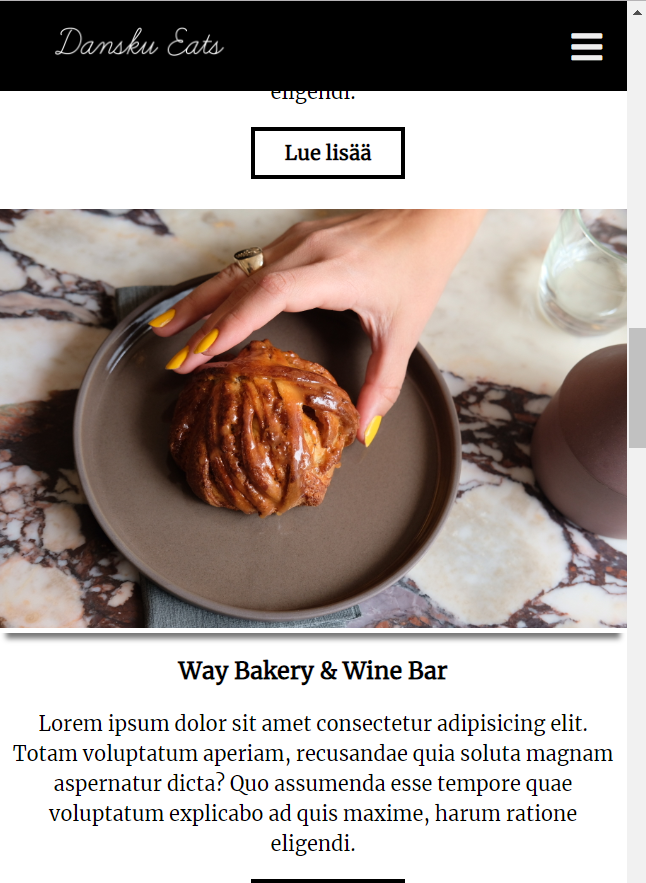 Dansku Eats
eligendi.
Lue lisää
Way Bakery & Wine Bar
Lorem ipsum dolor sit amet consectetur adipisicing elit.
Totam voluptatum aperiam, recusandae quia soluta magnam
aspernatur dicta? Quo assumenda esse tempore quae
voluptatum explicabo ad quis maxime, harum ratione
eligendi.